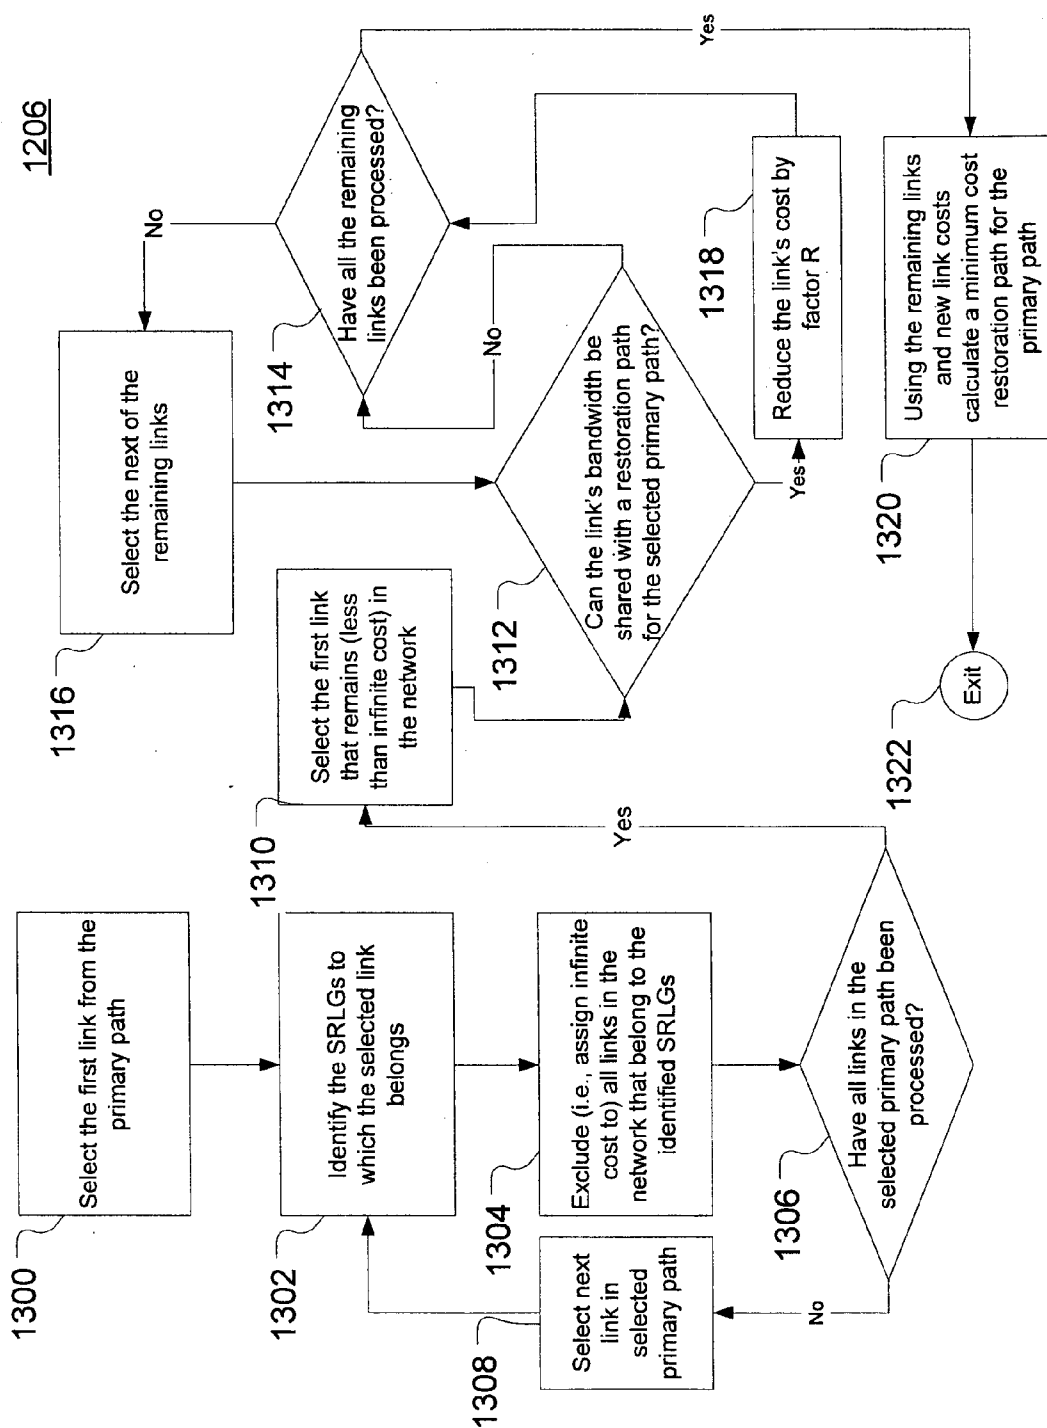 1206
1300
Select the first link from the
primary path
1302
Identify the SRLGs to
which the selected link
belongs
1304
Exclude (i.e., assign infinite
cost to) all links in the
network that belong to the
identified SRLGs
1306
Have all links in the
selected primary path been
processed?
No
1308
Select next
link in
selected
primary path
Yes
1310
Select the first link
that remains (less
than infinite cost) in
the network
1312
Can the link's bandwidth be
shared with a restoration path
for the selected primary path?
No
1314
Have all the remaining
links been processed?
No
1316
Select the next of the
remaining links
Yes
1318
Reduce the link's cost by
factor R
Yes
1320
Using the remaining links
and new link costs
calculate a minimum cost
restoration path for the
primary path
1322
Exit